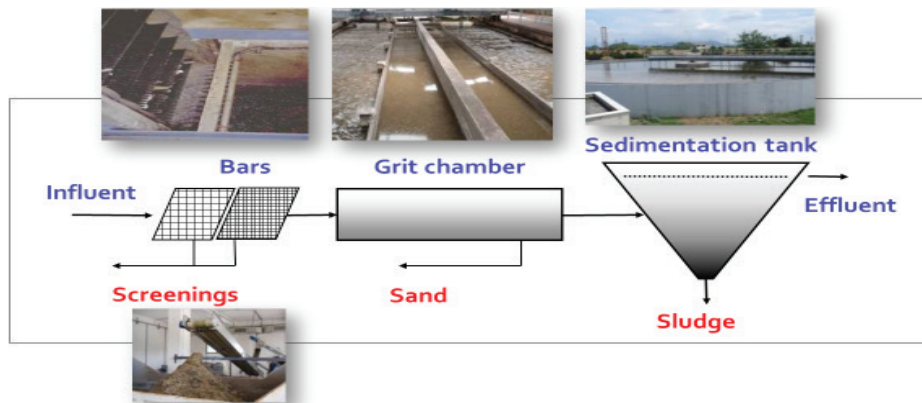 Bars
Grit chamber
Sedimentation tank
Influent
Effluent
Screenings
Sand
Sludge